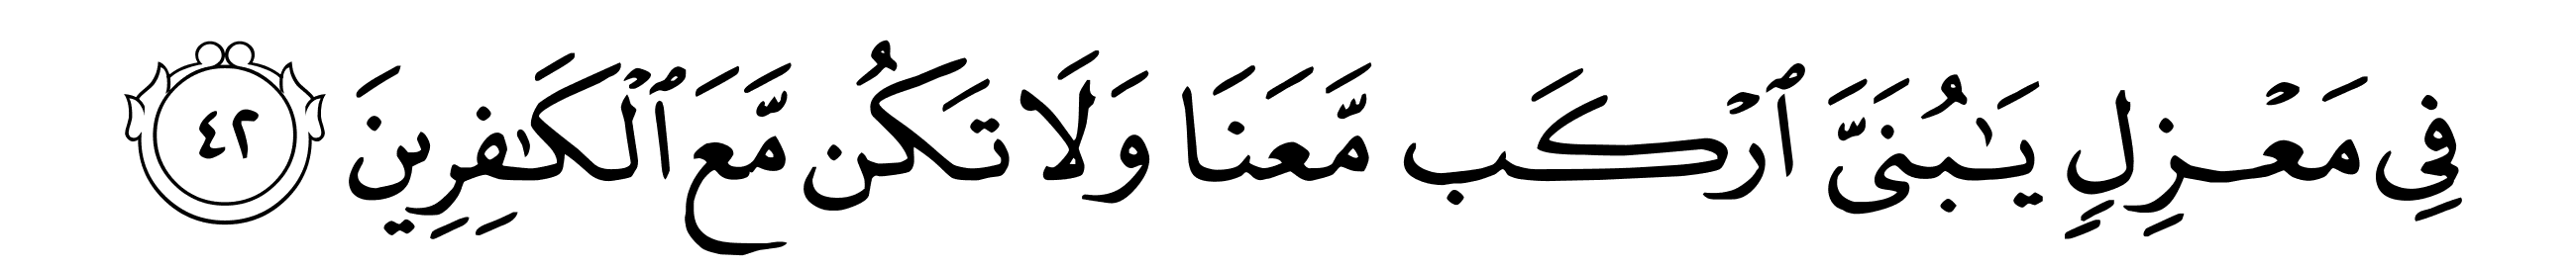 فِي مَعْزِلٍ يَـٰبُنَىَّ ٱرْكَب مَّعَنَا وَلَا تَكُن مَّعَ ٱلْكَـٰفِرِينَ ٤٢